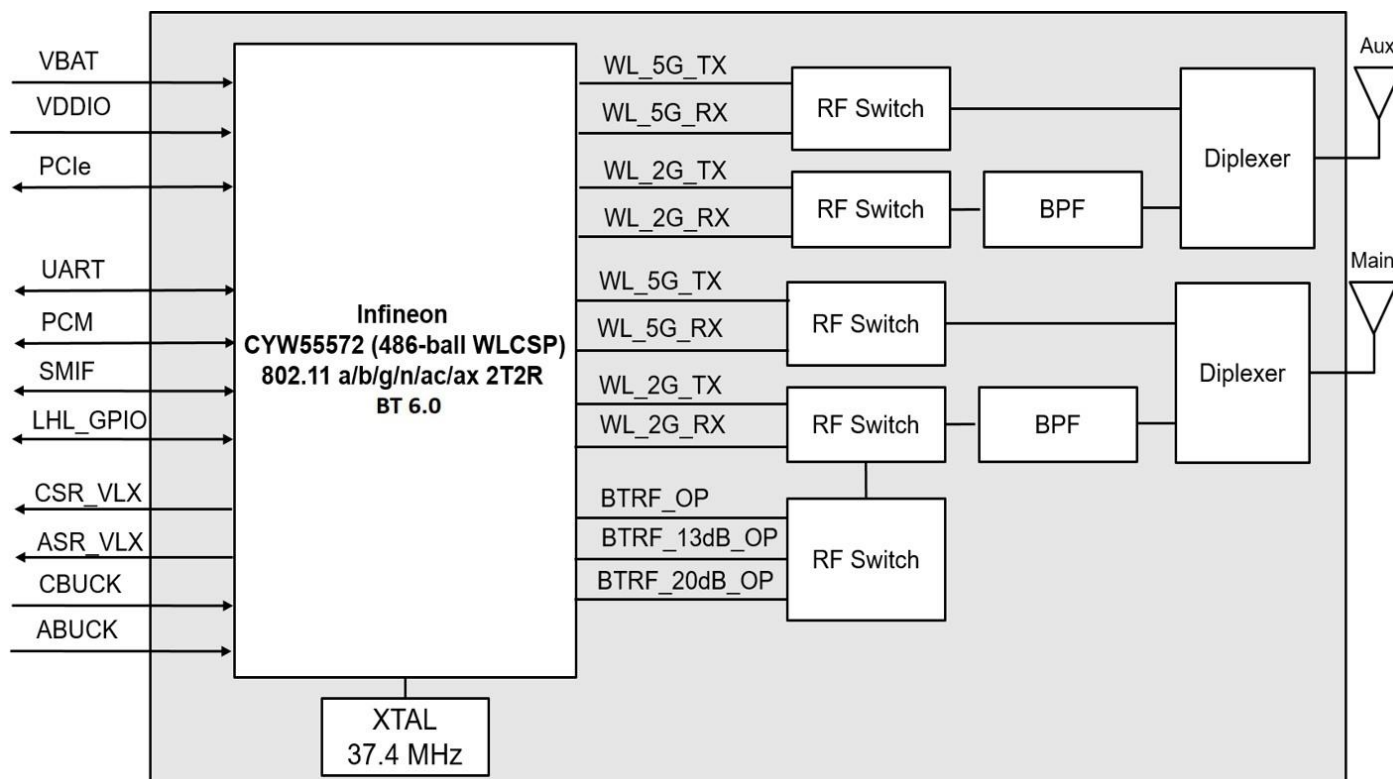 VBAT
VDDIO
PCIe
UART
PCM
SMIF
LHL_GPIO
CSR_VLX
ASR_VLX
CBUCK
ABUCK
Infineon
CYW55572 (486-ball WLCSP)
802.11 a/b/g/n/ac/ax 2T2R
BT 6.0
XTAL
37.4 MHz
WL_5G_TX
WL_5G_RX
WL_2G_TX
WL_2G_RX
WL_5G_TX
WL_5G_RX
WL_2G_TX
WL_2G_RX
BTRF_OP
BTRF_13dB_OP
BTRF_20dB_OP
RF Switch
RF Switch
BPF
Diplexer
Aux
RF Switch
RF Switch
BPF
Diplexer
Main
RF Switch